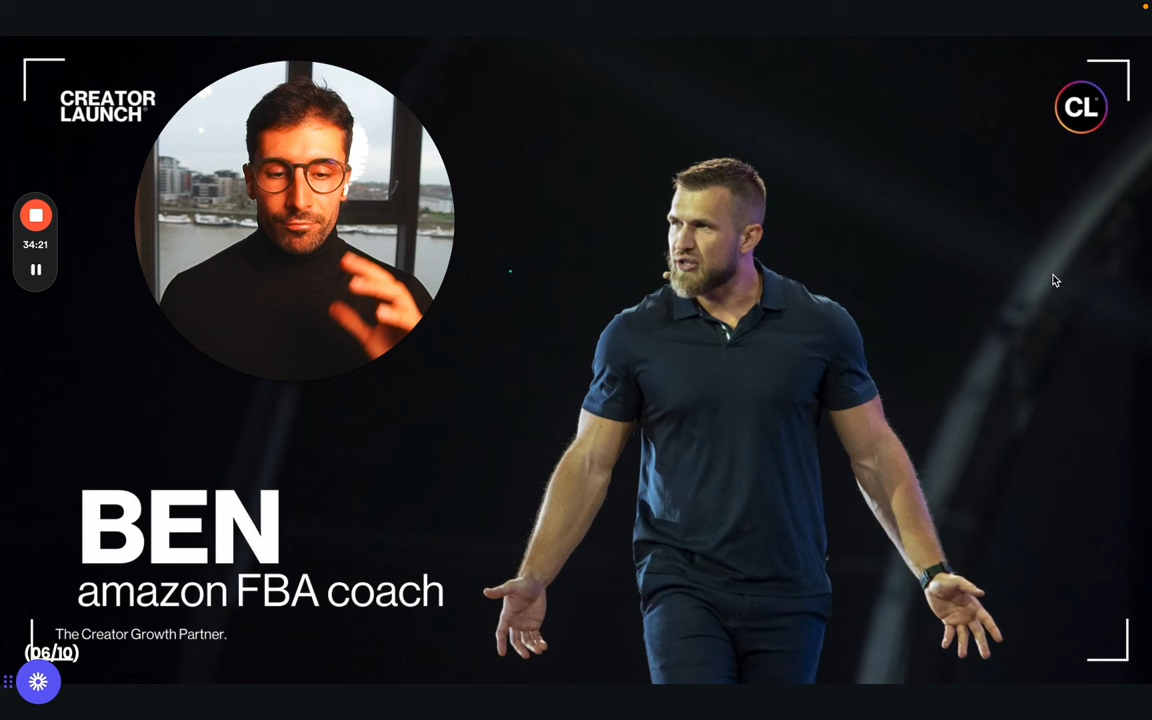 CREATOR
LAUNCH®
CL
34:21
BEN
amazon FBA coach
The Creator Growth Partner.
(06/10)